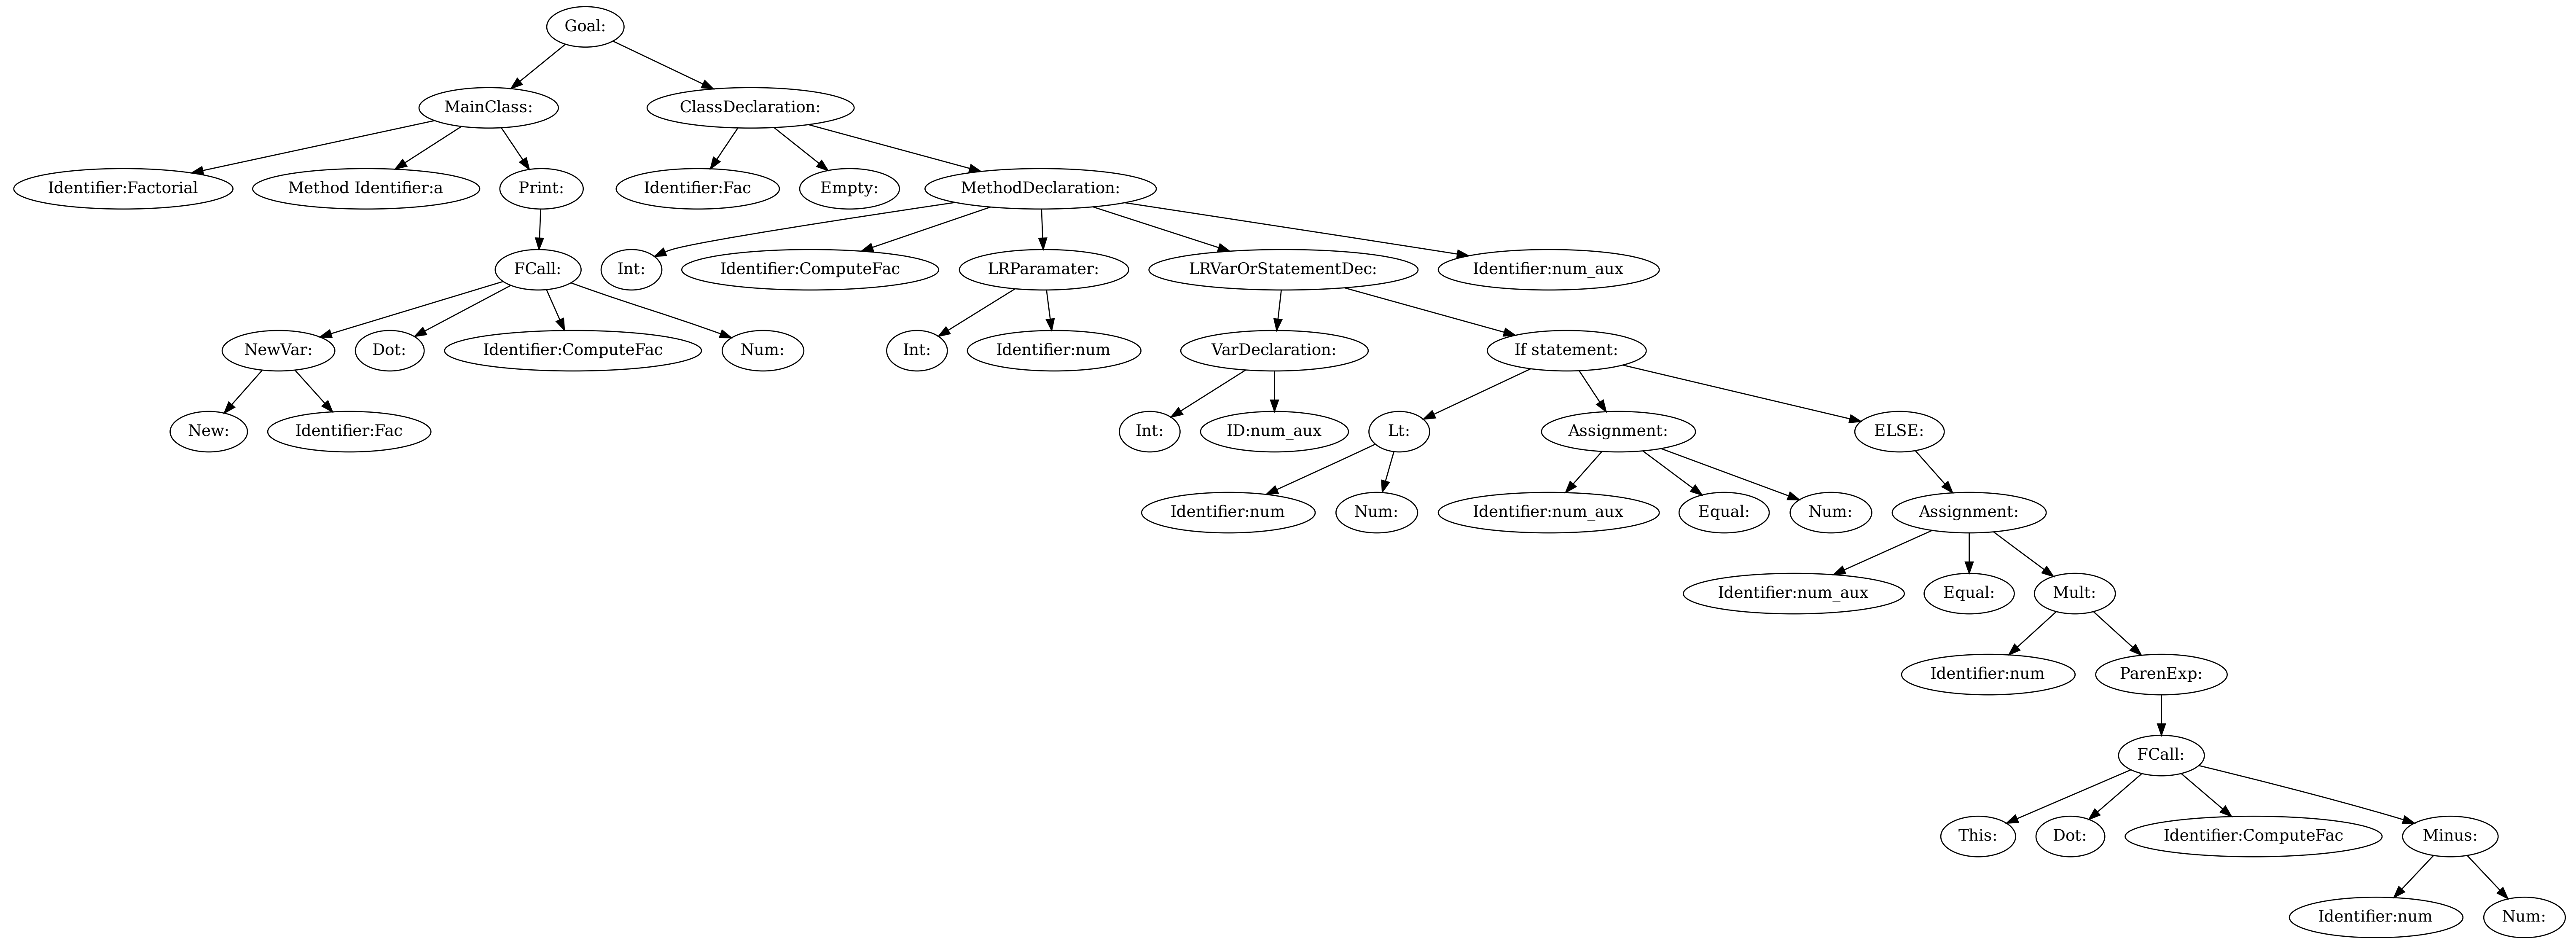 Goal:
MainClass:
ClassDeclaration:
Identifier:Factorial
Method Identifier:a
Print:
Identifier:Fac
Empty:
MethodDeclaration:
FCall:
Int:
Identifier:ComputeFac
LRParamater:
LRVarOrStatementDec:
Identifier:num_aux
NewVar:
Dot:
Identifier:ComputeFac
Num:
Int:
Identifier:num
VarDeclaration:
If statement:
New:
Identifier:Fac
Int:
ID:num_aux
Lt:
Assignment:
ELSE:
Identifier:num
Num:
Identifier:num_aux
Equal:
Num:
Assignment:
Identifier:num_aux
Equal:
Mult:
Identifier:num
ParenExp:
FCall:
This:
Dot:
Identifier:ComputeFac
Minus:
Identifier:num
Num: